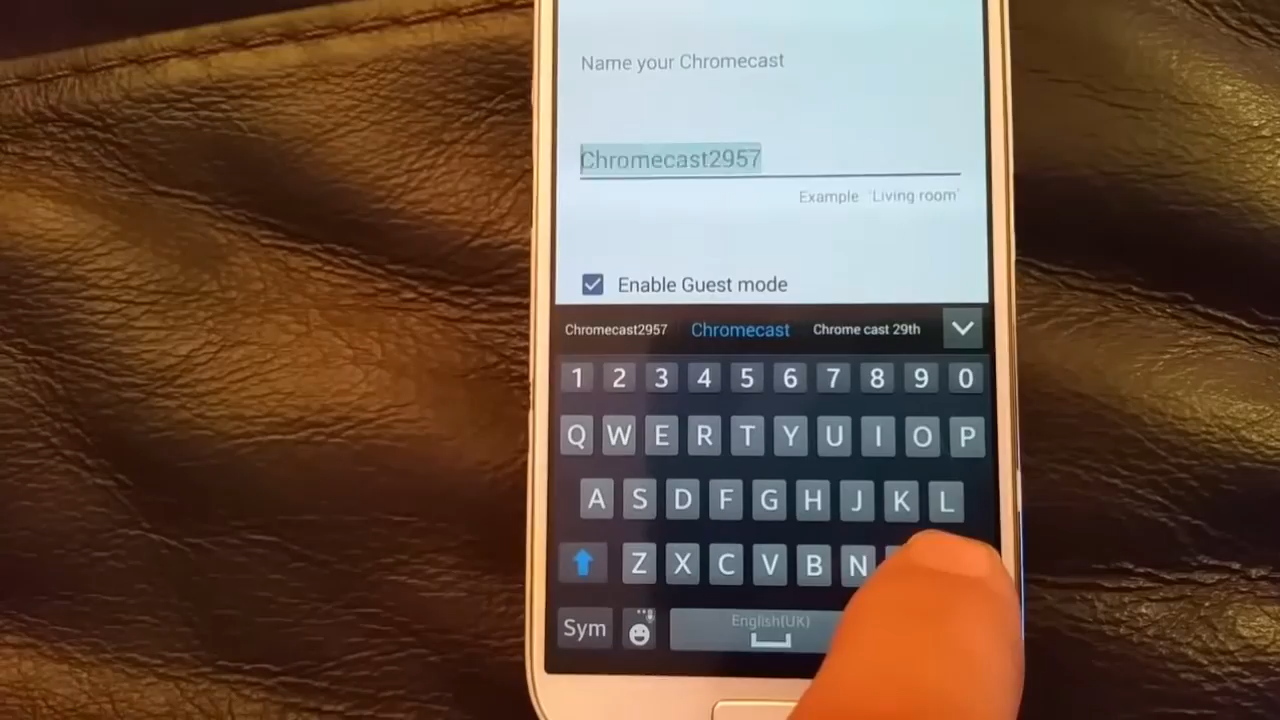 Name your Chromecast
Chromecast2957
Example 'Living room'
Enable Guest mode
Chromecast2957 Chromecast Chrome cast 29th
1 2 3 4 5 6 7 8 9 0
Q W E R T Y U I O P
A S D F G H J K L
Z X C V B N
Sym English(UK)